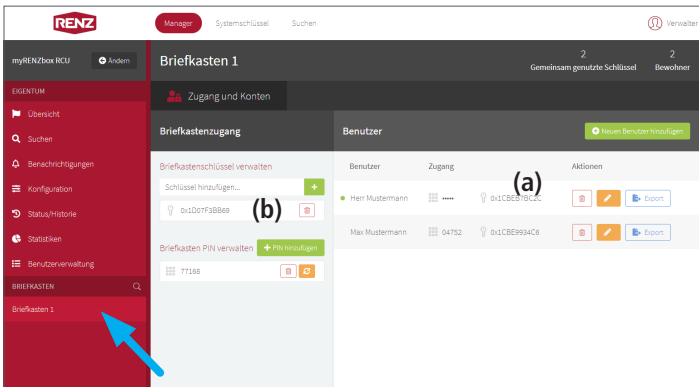 RENZ
Manager
Systemschlüssel
Suchen
Verwalter
myRENZbox RCU
Ändern
Briefkasten 1
2
Gemeinsam genutzte Schlüssel
2
Bewohner
EIGENTUM
Übersicht
Suchen
Benachrichtigungen
Konfiguration
Status/Historie
Statistiken
Benutzerverwaltung
BRIEFKASTEN
Briefkasten 1
Zugang und Konten
Briefkastenzugang
Briefkastenschlüssel verwalten
Schlüssel hinzufügen...
0x1D07F3BB69
(b)
Briefkasten PIN verwalten
PIN hinzufügen
77168
Benutzer
Neuen Benutzer hinzufügen
Benutzer Zugang Aktionen
(a)
Herr Mustermann ••••• 0x1CBEB7BC2C Export
Max Mustermann 04752 0x1CBE9934C6 Export